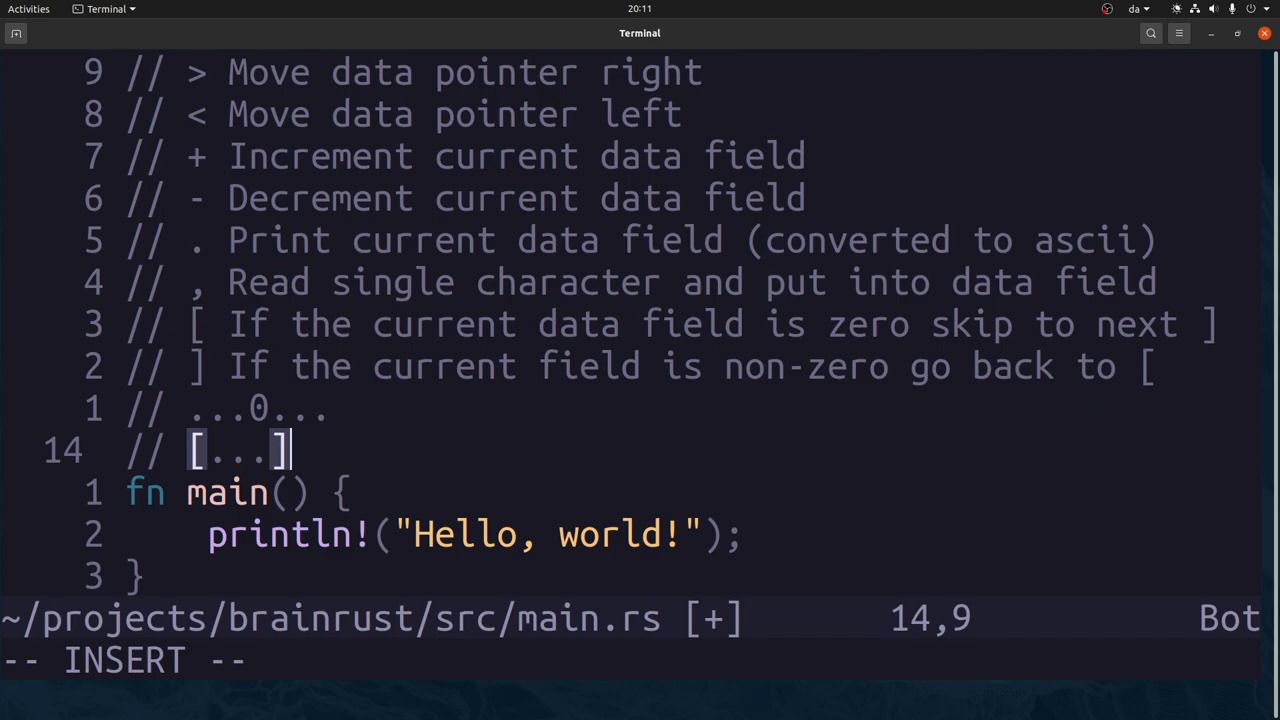 Activities Terminal 20:11 da
Terminal
9 // > Move data pointer right
8 // < Move data pointer left
7 // + Increment current data field
6 // - Decrement current data field
5 // . Print current data field (converted to ascii)
4 // , Read single character and put into data field
3 // [ If the current data field is zero skip to next ]
2 // ] If the current field is non-zero go back to [
1 // ...0...
14 // [...]
1 fn main() {
2     println!("Hello, world!");
3 }
~/projects/brainrust/src/main.rs [+] 14,9 Bot
-- INSERT --